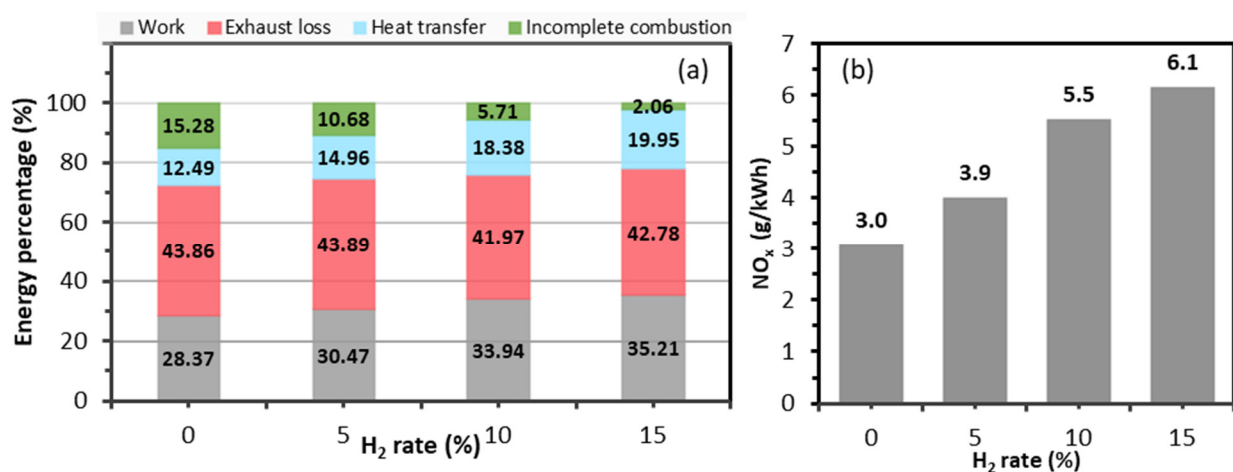 Work Exhaust loss Heat transfer Incomplete combustion
(a)
Energy percentage (%)
100
80
60
40
20
0
15.28 10.68 5.71 2.06
12.49 14.96 18.38 19.95
43.86 43.89 41.97 42.78
28.37 30.47 33.94 35.21
0 5 10 15
H₂ rate (%)
(b)
NOₓ (g/kWh)
7
6
5
4
3
2
1
0
3.0 3.9 5.5 6.1
0 5 10 15
H₂ rate (%)